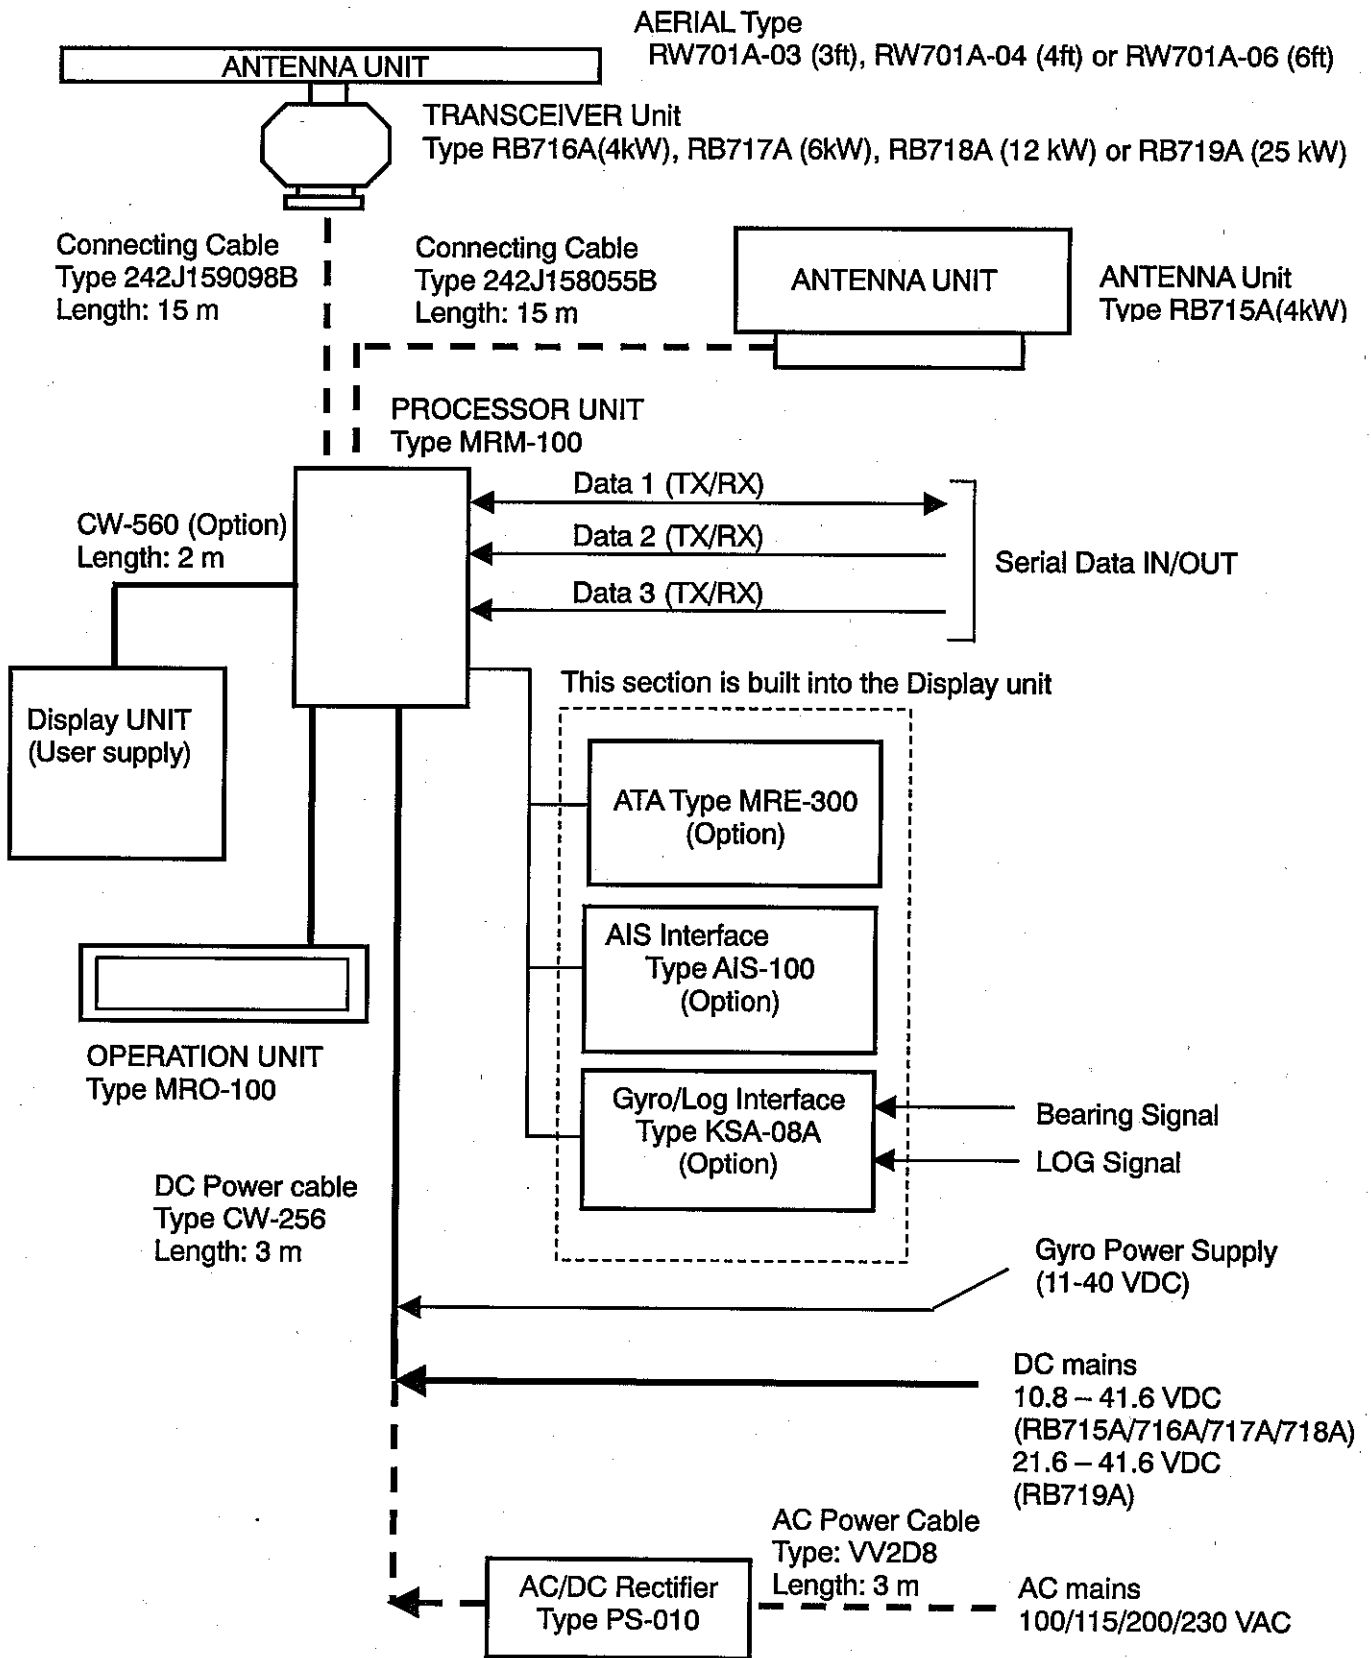 AERIAL Type
RW701A-03 (3ft), RW701A-04 (4ft) or RW701A-06 (6ft)
ANTENNA UNIT
TRANSCEIVER Unit
Type RB716A(4kW), RB717A (6kW), RB718A (12 kW) or RB719A (25 kW)
Connecting Cable
Type 242J159098B
Length: 15 m
Connecting Cable
Type 242J158055B
Length: 15 m
ANTENNA UNIT
ANTENNA Unit
Type RB715A(4kW)
PROCESSOR UNIT
Type MRM-100
Data 1 (TX/RX)
Data 2 (TX/RX)
Data 3 (TX/RX)
Serial Data IN/OUT
CW-560 (Option)
Length: 2 m
This section is built into the Display unit
Display UNIT
(User supply)
ATA Type MRE-300
(Option)
AIS Interface
Type AIS-100
(Option)
OPERATION UNIT
Type MRO-100
Gyro/Log Interface
Type KSA-08A
(Option)
Bearing Signal
LOG Signal
DC Power cable
Type CW-256
Length: 3 m
Gyro Power Supply
(11-40 VDC)
DC mains
10.8 – 41.6 VDC
(RB715A/716A/717A/718A)
21.6 – 41.6 VDC
(RB719A)
AC Power Cable
Type: VV2D8
Length: 3 m
AC/DC Rectifier
Type PS-010
AC mains
100/115/200/230 VAC